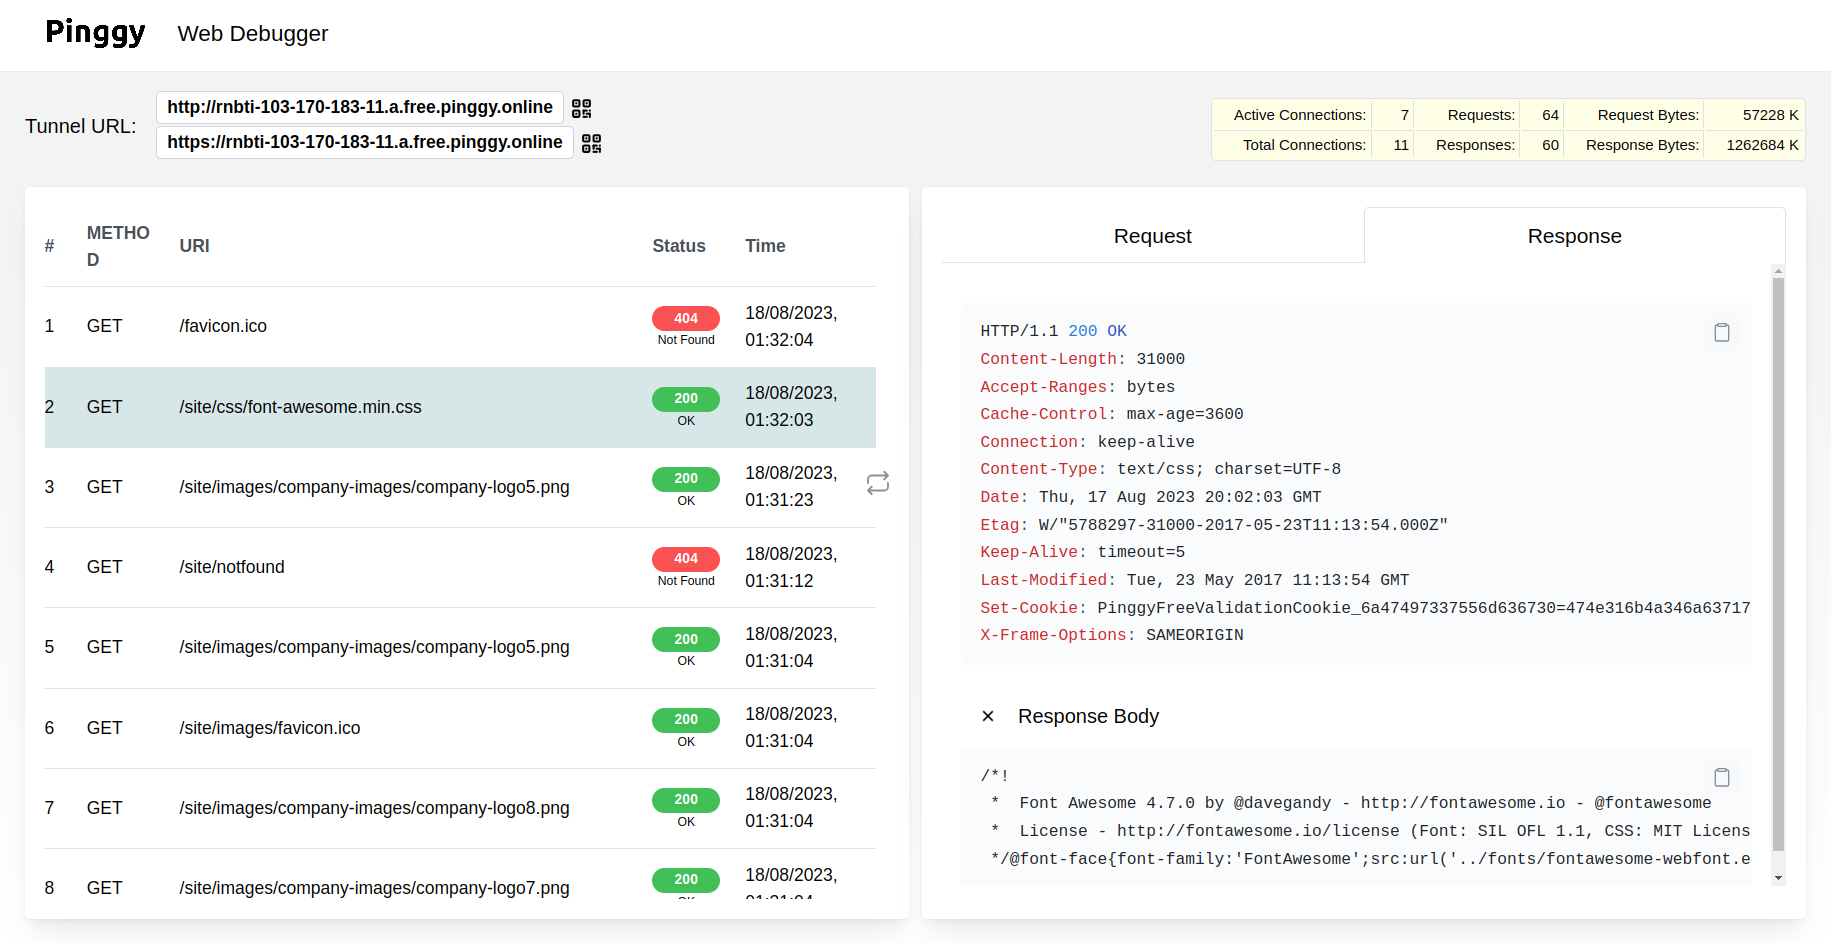 Pinggy Web Debugger
Tunnel URL:
http://rnbti-103-170-183-11.a.free.pinggy.online
https://rnbti-103-170-183-11.a.free.pinggy.online
Active Connections: 7 Requests: 64 Request Bytes: 57228 K
Total Connections: 11 Responses: 60 Response Bytes: 1262684 K
# METHO
D URI Status Time
1 GET /favicon.ico 404
Not Found 18/08/2023,
01:32:04
2 GET /site/css/font-awesome.min.css 200
OK 18/08/2023,
01:32:03
3 GET /site/images/company-images/company-logo5.png 200
OK 18/08/2023,
01:31:23
4 GET /site/notfound 404
Not Found 18/08/2023,
01:31:12
5 GET /site/images/company-images/company-logo5.png 200
OK 18/08/2023,
01:31:04
6 GET /site/images/favicon.ico 200
OK 18/08/2023,
01:31:04
7 GET /site/images/company-images/company-logo8.png 200
OK 18/08/2023,
01:31:04
8 GET /site/images/company-images/company-logo7.png 200
18/08/2023,
Request Response
HTTP/1.1 200 OK
Content-Length: 31000
Accept-Ranges: bytes
Cache-Control: max-age=3600
Connection: keep-alive
Content-Type: text/css; charset=UTF-8
Date: Thu, 17 Aug 2023 20:02:03 GMT
Etag: W/"5788297-31000-2017-05-23T11:13:54.000Z"
Keep-Alive: timeout=5
Last-Modified: Tue, 23 May 2017 11:13:54 GMT
Set-Cookie: PinggyFreeValidationCookie_6a47497337556d636730=474e316b4a346a63717
X-Frame-Options: SAMEORIGIN
Response Body
/*!
 *  Font Awesome 4.7.0 by @davegandy - http://fontawesome.io - @fontawesome
 *  License - http://fontawesome.io/license (Font: SIL OFL 1.1, CSS: MIT Licens
 */@font-face{font-family:'FontAwesome';src:url('../fonts/fontawesome-webfont.e